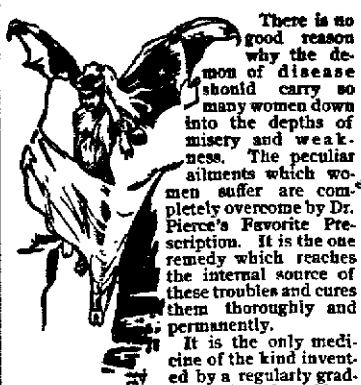 There is no
good reason
why the de-
mon of disease
should carry so
many women down
into the depths of
misery and weak-
ness. The peculiar
ailments which wo-
men suffer are com-
pletely overcome by Dr.
Pierce's Favorite Pre-
scription. It is the one
remedy which reaches
the internal source of
these troubles and cures
them thoroughly and
permanently.
It is the only medi-
cine of the kind invent-
ed by a regularly grad-